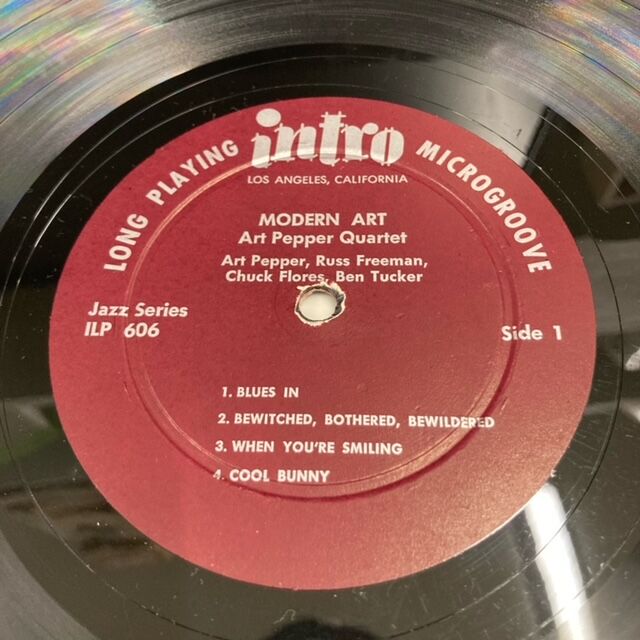 LONG PLAYING intro MICROGROOVE
LOS ANGELES, CALIFORNIA
MODERN ART
Art Pepper Quartet
Art Pepper, Russ Freeman,
Chuck Flores, Ben Tucker
Jazz Series
ILP 606
Side 1
1. BLUES IN
2. BEWITCHED, BOTHERED, BEWILDERED
3. WHEN YOU'RE SMILING
4. COOL BUNNY